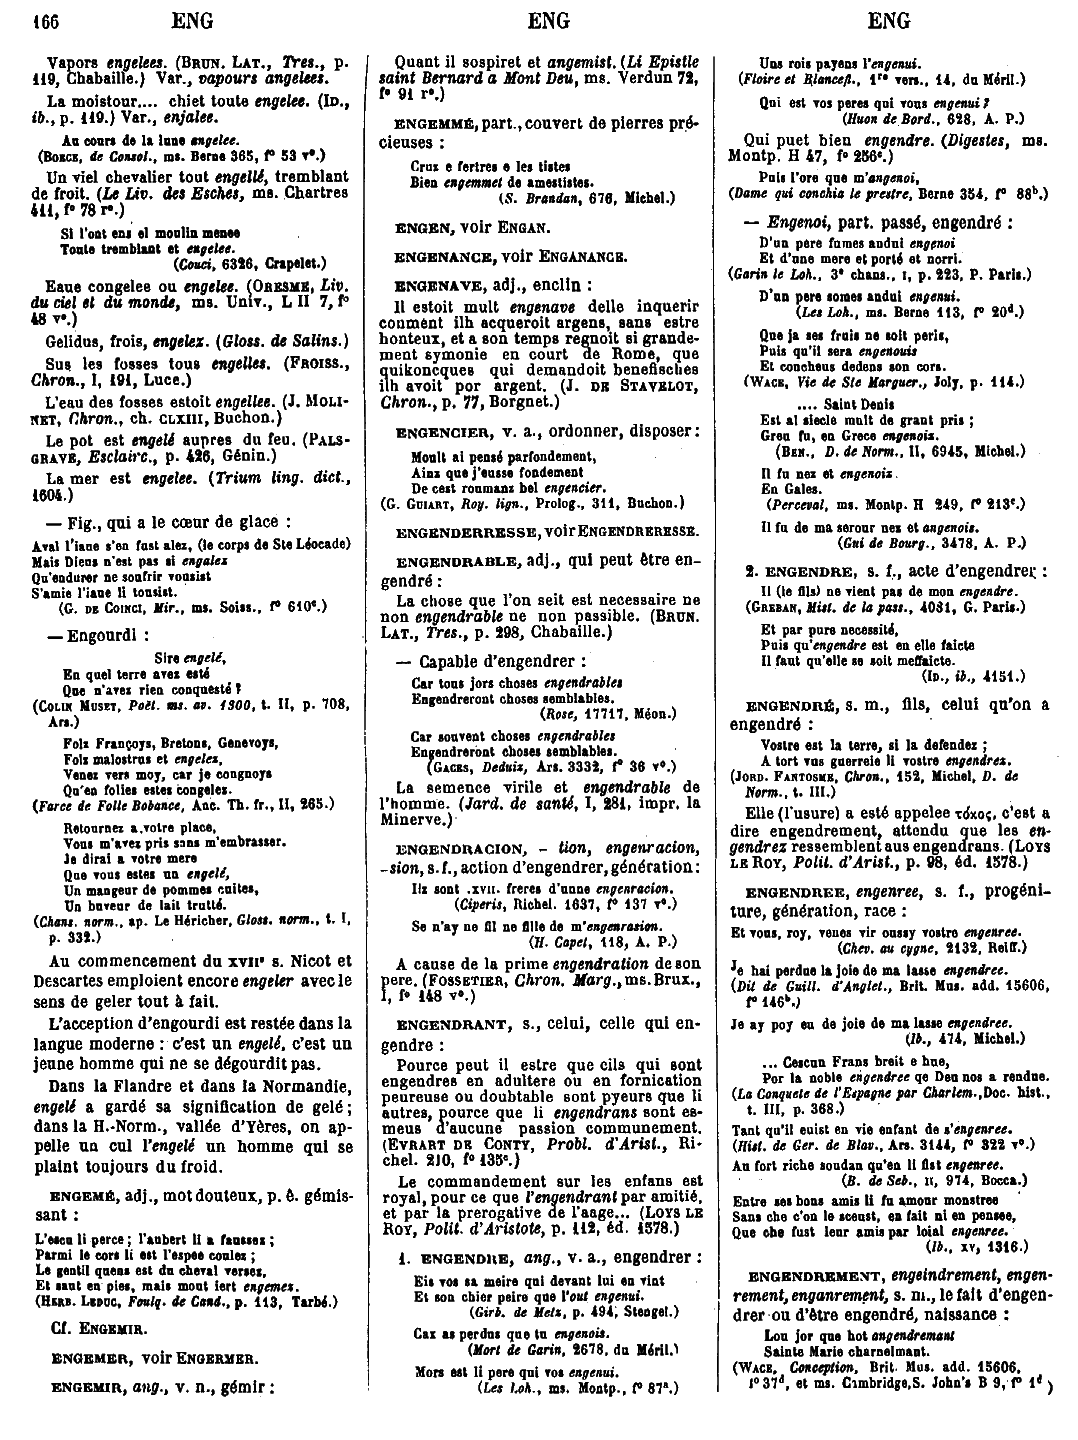 166 ENG ENG ENG
Vapors engelees. (BRUN. LAT., Tres., p.
119, Chabaille.) Var., vapours angelees.
La moistour.... chiet toute engelee. (ID.,
ib., p. 119.) Var., enjalee.
Au cours de la lune engelee.
(BOECE, de Consol., ms. Berne 365, f° 53 v°.)
Un viel chevalier tout engellé, tremblant
de froit. (Le Liv. des Esches, ms. Chartres
411, f° 78 r°.)
Si l'ont ens el moulin menee
Toute tremblant et engelee.
(Couci, 6326, Crapelet.)
Eaue congelee ou engelee. (ORESME, Liv.
du ciel et du monde, ms. Univ., L II 7, f°
48 v°.)
Gelidus, frois, engelez. (Gloss. de Salins.)
Sus les fosses tous engelles. (FROISS.,
Chron., I, 191, Luce.)
L'eau des fosses estoit engellee. (J. MOLI-
NET, Chron., ch. CLXIII, Buchon.)
Le pot est engelé aupres du feu. (PALS-
GRAVE, Esclairc., p. 426, Génin.)
La mer est engelee. (Trium ling. dict.,
1604.)
— Fig., qui a le cœur de glace :
Aval l'iaue s'en fust alez, (le corps de Ste Léocade)
Mais Dieus n'est pas si engalez
Qu'endurer ne soufrir vousist
S'amie l'iaue li tousist.
(G. DE COINCI, Mir., ms. Soiss., f° 610°.)
— Engourdi :
Sire engelé,
En quel terre avez esté
Que n'avez rien conquesté ?
(COLIN MUSET, Poët. ms. av. 1300, t. II, p. 708,
Ars.)
Folz Françoys, Bretons, Genevoys,
Folz malostrus et engelez,
Venez vers moy, car je congnoys
Qu'en folies estes congelez.
(Farce de Folle Bobance, Anc. Th. fr., II, 265.)
Retournez a votre place,
Vous m'avez pris sans m'embrasser.
Je dirai a votre mere
Que vous estes un engelé,
Un mangeur de pommes cuites,
Un baveur de lait trutté.
(Chans. norm., ap. Le Héricher, Gloss. norm., t. I,
p. 332.)
Au commencement du XVIIe s. Nicot et
Descartes emploient encore engeler avec le
sens de geler tout à fait.
L'acception d'engourdi est restée dans la
langue moderne : c'est un engelé, c'est un
jeune homme qui ne se dégourdit pas.
Dans la Flandre et dans la Normandie,
engelé a gardé sa signification de gelé ;
dans la H.-Norm., vallée d'Yères, on ap-
pelle un cul l'engelé un homme qui se
plaint toujours du froid.
ENGEMÉ, adj., mot douteux, p. ê. gémis-
sant :
L'escu li perce ; l'aubert li a fausses ;
Parmi le cors li est l'espee coulez ;
Le gentil quens est du cheval verses,
Et saut en pies, mais mout iert engemez.
(HERB. LEDUC, Foulq. de Cand., p. 113, Tarbé.)
Cf. ENGEMIR.
ENGEMER, voir ENGERMER.
ENGEMIR, ang., v. n., gémir :
Quant il sospiret et angemist. (Li Epistle
saint Bernard a Mont Deu, ms. Verdun 72,
f° 91 r°.)
ENGEMMÉ, part., couvert de pierres pré-
cieuses :
Crux e fertres e les tistes
Bien engemmet de amestistes.
(S. Brandan, 676, Michel.)
ENGEN, voir ENGAN.
ENGENANCE, voir ENGANANCE.
ENGENAVE, adj., enclin :
Il estoit mult engenave delle inquerir
comment ilh acqueroit argens, sans estre
honteux, et a son temps regnoit si grande-
ment symonie en court de Rome, que
quikoncques qui demandoit benefisches
ilh avoit por argent. (J. DE STAVELOT,
Chron., p. 77, Borgnet.)
ENGENCIER, v. a., ordonner, disposer :
Moult ai pensé parfondement,
Ainz que j'eusse fondement
De cest roumanz bel engencier.
(G. GUIART, Roy. lign., Prolog., 311, Buchon.)
ENGENDERRESSE, voir ENGENDRERESSE.
ENGENDRABLE, adj., qui peut être en-
gendré :
La chose que l'on seit est necessaire ne
non engendrable ne non passible. (BRUN.
LAT., Tres., p. 298, Chabaille.)
— Capable d'engendrer :
Car tous jors choses engendrables
Engendreront choses semblables.
(Rose, 17717, Méon.)
Car souvent choses engendrables
Engendreront choses semblables.
(GACES, Deduiz, Ars. 3332, f° 36 v°.)
La semence virile et engendrable de
l'homme. (Jard. de santé, I, 281, impr. la
Minerve.)
ENGENDRACION, - tion, engenracion,
-sion, s. f., action d'engendrer, génération :
Ilz sont .XVII. freres d'unne engenracion.
(Ciperis, Richel. 1637, f° 137 v°.)
Se n'ay ne fil ne fille de m'engenrasion.
(H. Capet, 118, A. P.)
A cause de la prime engendration de son
pere. (FOSSETIER, Chron. Marg., ms. Brux.,
I, f° 148 v°.)
ENGENDRANT, s., celui, celle qui en-
gendre :
Pource peut il estre que cils qui sont
engendres en adultere ou en fornication
peureuse ou doubtable sont pyeurs que li
autres, pource que li engendrans sont es-
meus d'aucune passion communement.
(EVRART DE CONTY, Probl. d'Arist., Ri-
chel. 210, f° 135c.)
Le commandement sur les enfans est
royal, pour ce que l'engendrant par amitié,
et par la prerogative de l'aage... (LOYS LE
ROY, Polit. d'Aristote, p. 112, éd. 1578.)
1. ENGENDRE, ang., v. a., engendrer :
Eis vos sa meire qui devant lui en vint
Et son chier peire que l'out engenui.
(Girb. de Metz, p. 494, Stengel.)
Cax as perdus que tu engenois.
(Mort de Garin, 2678, du Méril.)
Mors est li pere qui vos engenui.
(Les Loh., ms. Montp., f° 87a.)
Uns rois payens l'engenui.
(Floire et Blancefl., 1re vers., 14, du Méril.)
Qui est vos peres qui vous engenui ?
(Huon de Bord., 628, A. P.)
Qui puet bien engendre. (Digestes, ms.
Montp. H 47, f° 256c.)
Puis l'ore que m'angenoi,
(Dame qui conchia le prestre, Berne 354, f° 88b.)
— Engenoi, part. passé, engendré :
D'un pere fumes andui engenoi
Et d'une mere et porté et norri.
(Garin le Loh., 3e chans., I, p. 223, P. Paris.)
D'un pere somes andui engenui.
(Les Loh., ms. Berne 113, f° 20d.)
Que ja ses fruis ne soit peris,
Puis qu'il sera engenouis
Et concheus dedens son cors.
(WACE, Vie de Ste Marguer., Joly, p. 114.)
.... Saint Denis
Est al siecle mult de grant pris ;
Greu fu, en Grece engenoiz.
(BEN., D. de Norm., II, 6945, Michel.)
Il fu nez et engenoiz
En Gales.
(Perceval, ms. Montp. H 249, f° 213c.)
Il fu de ma serour nez et angenois.
(Gui de Bourg., 3478, A. P.)
2. ENGENDRE, s. f., acte d'engendrer :
Il (le fils) ne vient pas de mon engendre.
(GREBAN, Mist. de la pass., 4031, G. Paris.)
Et par pure necessité,
Puis qu'engendre est en elle faicte
Il faut qu'elle se soit meffaicte.
(ID., ib., 4151.)
ENGENDRÉ, s. m., fils, celui qu'on a
engendré :
Vostre est la terre, si la defendez ;
A tort vus guerreie li vostre engendrez.
(JORD. FANTOSME, Chron., 152, Michel, D. de
Norm., t. III.)
Elle (l'usure) a esté appelee τόκος, c'est a
dire engendrement, attendu que les en-
gendrez ressemblent aus engendrans. (LOYS
LE ROY, Polit. d'Arist., p. 98, éd. 1578.)
ENGENDREE, engenree, s. f., progéni-
ture, génération, race :
Et vous, roy, venes vir oussy vostre engenree.
(Chev. au cygne, 2132, Reiff.)
Je hai perdue la joie de ma lasse engendree.
(Dit de Guill. d'Anglet., Brit. Mus. add. 15606,
f° 146b.)
Je ay poy eu de joie de ma lasse engendree.
(Ib., 474, Michel.)
... Cescun Frans breit e hue,
Por la noble engendree qe Deu nos a rendue.
(La Conquete de l'Espagne par Charlem., Doc. hist.,
t. III, p. 368.)
Tant qu'il euist en vie enfant de s'engenree.
(Hist. de Ger. de Blav., Ars. 3144, f° 322 v°.)
Au fort riche soudan qu'en li fist engenree.
(B. de Seb., II, 974, Bocca.)
Entre ses bons amis li fu amour monstree
Sans che c'on le sceust, en fait ni en pensee,
Que che fust leur amis par loial engenree.
(Ib., XV, 1316.)
ENGENDREMENT, engeindrement, engen-
rement, enganrement, s. m., le fait d'engen-
drer ou d'être engendré, naissance :
Lou jor que hot angendremant
Sainte Marie charnelmant.
(WACE, Conception, Brit. Mus. add. 15606,
f° 37d, et ms. Cambridge, S. John's B 9, f° 1d)